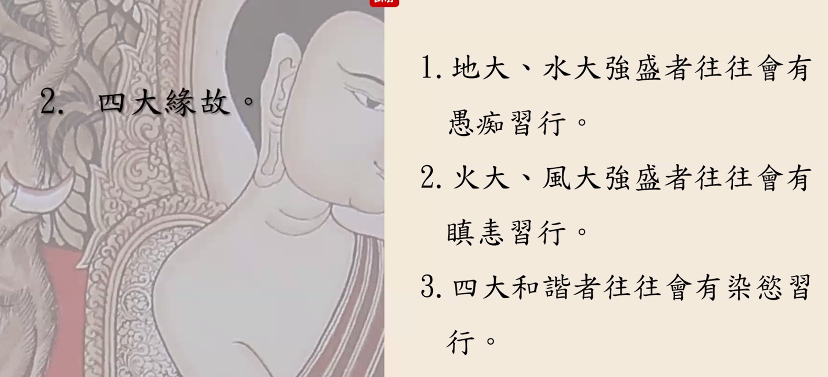 2. 四大緣故。
1.地大、水大強盛者往往會有
愚痴習行。
2.火大、風大強盛者往往會有
瞋恚習行。
3.四大和諧者往往會有染慾習
行。